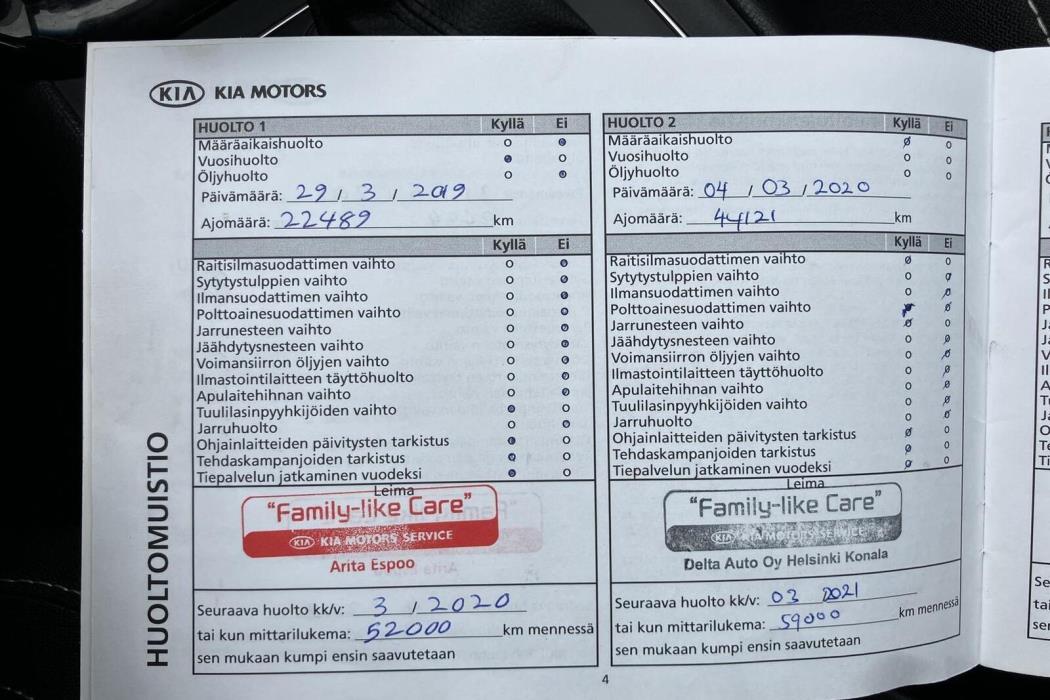 KIA KIA MOTORS
HUOLTO 1 Kyllä Ei
Määräaikaishuolto
Vuosihuolto
Öljyhuolto
Päivämäärä: 29 / 3 / 2019
Ajomäärä: 22489 km
Kyllä Ei
Raitisilmasuodattimen vaihto
Sytytystulppien vaihto
Ilmansuodattimen vaihto
Polttoainesuodattimen vaihto
Jarrunesteen vaihto
Jäähdytysnesteen vaihto
Voimansiirron öljyjen vaihto
Ilmastointilaitteen täyttöhuolto
Apulaitehihnan vaihto
Tuulilasinpyyhkijöiden vaihto
Jarruhuolto
Ohjainlaitteiden päivitysten tarkistus
Tehdaskampanjoiden tarkistus
Tiepalvelun jatkaminen vuodeksi
Leima
"Family-like Care"
KIA KIA MOTORS SERVICE
Arita Espoo
Seuraava huolto kk/v: 3 / 2020
tai kun mittarilukema: 52000 km mennessä
sen mukaan kumpi ensin saavutetaan
HUOLTO 2 Kyllä Ei
Määräaikaishuolto
Vuosihuolto
Öljyhuolto
Päivämäärä: 04 / 03 / 2020
Ajomäärä: 44121 km
Kyllä Ei
Raitisilmasuodattimen vaihto
Sytytystulppien vaihto
Ilmansuodattimen vaihto
Polttoainesuodattimen vaihto
Jarrunesteen vaihto
Jäähdytysnesteen vaihto
Voimansiirron öljyjen vaihto
Ilmastointilaitteen täyttöhuolto
Apulaitehihnan vaihto
Tuulilasinpyyhkijöiden vaihto
Jarruhuolto
Ohjainlaitteiden päivitysten tarkistus
Tehdaskampanjoiden tarkistus
Tiepalvelun jatkaminen vuodeksi
Leima
"Family-like Care"
KIA KIA MOTORS SERVICE
Delta Auto Oy Helsinki Konala
Seuraava huolto kk/v: 03 2021
tai kun mittarilukema: 59000 km mennessä
sen mukaan kumpi ensin saavutetaan
HUOLTOMUISTIO
4